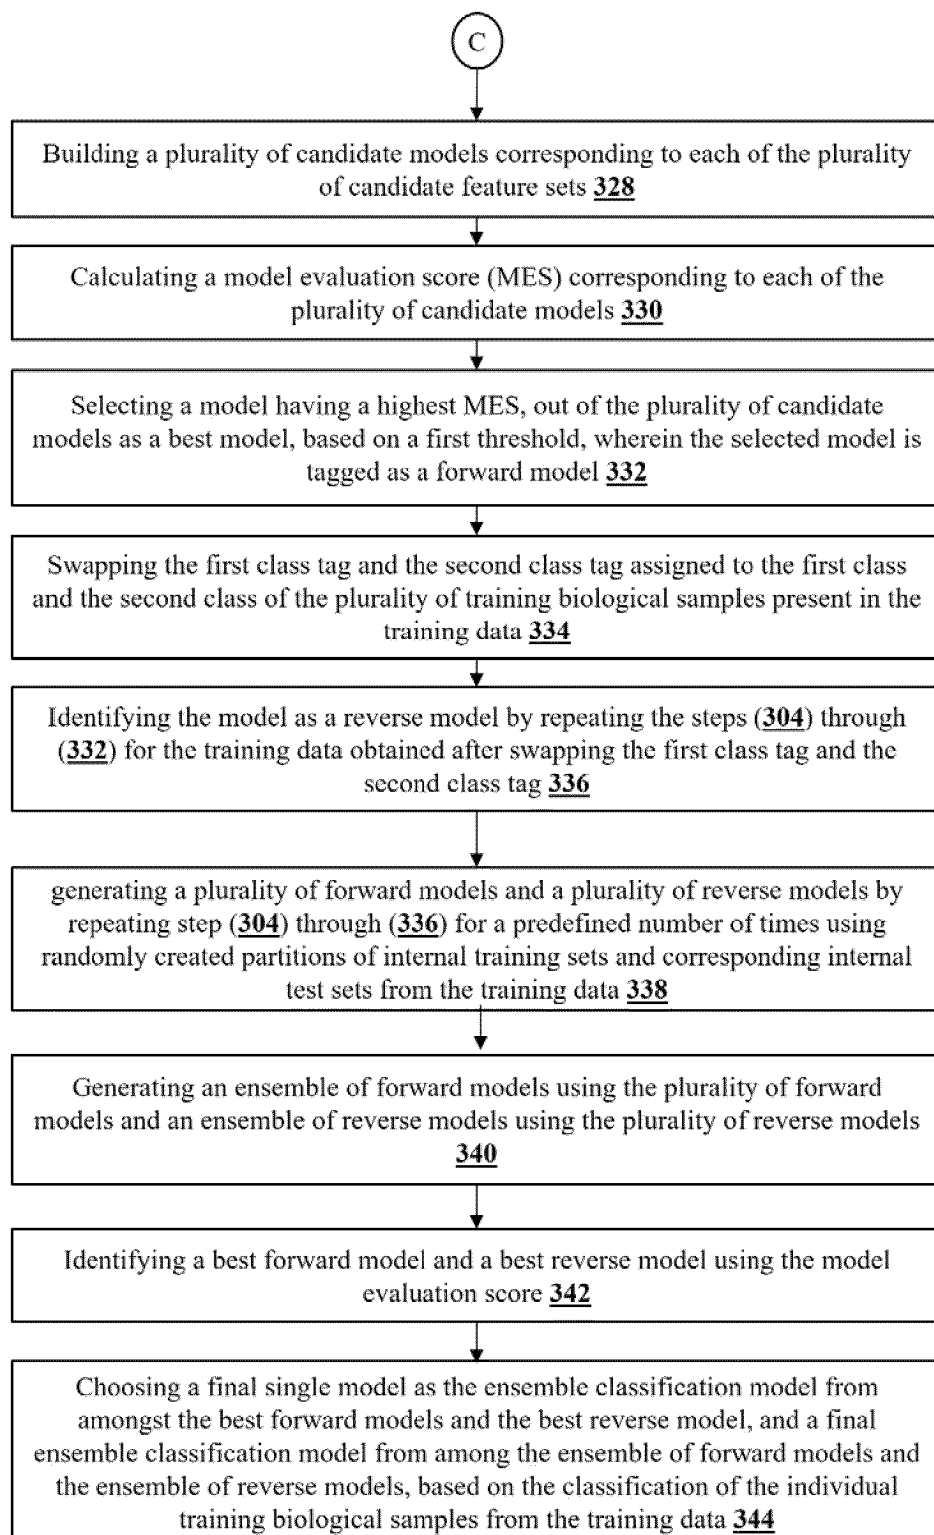 C
Building a plurality of candidate models corresponding to each of the plurality
of candidate feature sets 328
Calculating a model evaluation score (MES) corresponding to each of the
plurality of candidate models 330
Selecting a model having a highest MES, out of the plurality of candidate
models as a best model, based on a first threshold, wherein the selected model is
tagged as a forward model 332
Swapping the first class tag and the second class tag assigned to the first class
and the second class of the plurality of training biological samples present in the
training data 334
Identifying the model as a reverse model by repeating the steps (304) through
(332) for the training data obtained after swapping the first class tag and the
second class tag 336
generating a plurality of forward models and a plurality of reverse models by
repeating step (304) through (336) for a predefined number of times using
randomly created partitions of internal training sets and corresponding internal
test sets from the training data 338
Generating an ensemble of forward models using the plurality of forward
models and an ensemble of reverse models using the plurality of reverse models
340
Identifying a best forward model and a best reverse model using the model
evaluation score 342
Choosing a final single model as the ensemble classification model from
amongst the best forward models and the best reverse model, and a final
ensemble classification model from among the ensemble of forward models and
the ensemble of reverse models, based on the classification of the individual
training biological samples from the training data 344